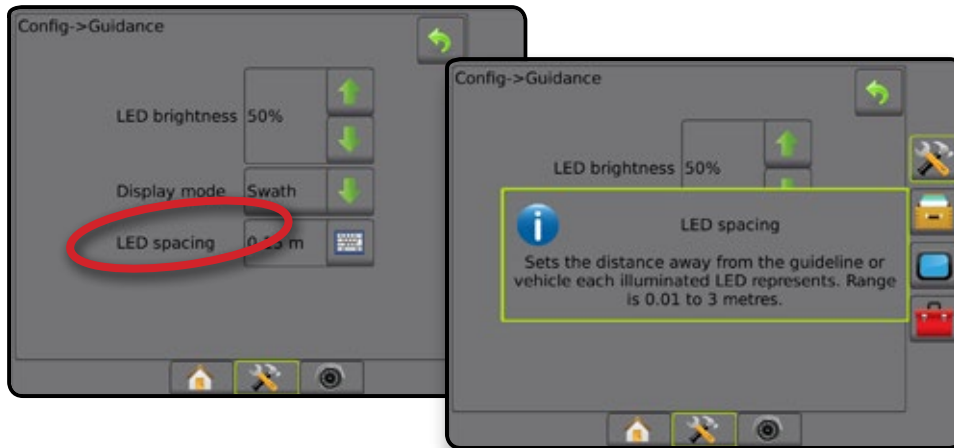 Config->Guidance
LED brightness 50%
Display mode Swath
LED spacing m
Config->Guidance
LED brightness 50%
i
LED spacing
Sets the distance away from the guideline or
vehicle each illuminated LED represents. Range
is 0.01 to 3 metres.